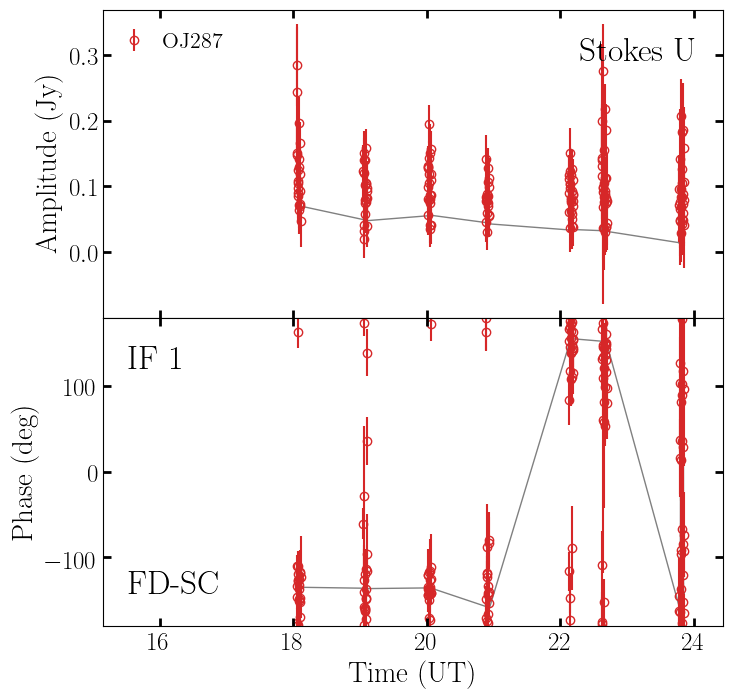 OJ287
Stokes U
0.3
0.2
0.1
0.0
Amplitude (Jy)
IF 1
100
0
−100
Phase (deg)
FD-SC
16 18 20 22 24
Time (UT)